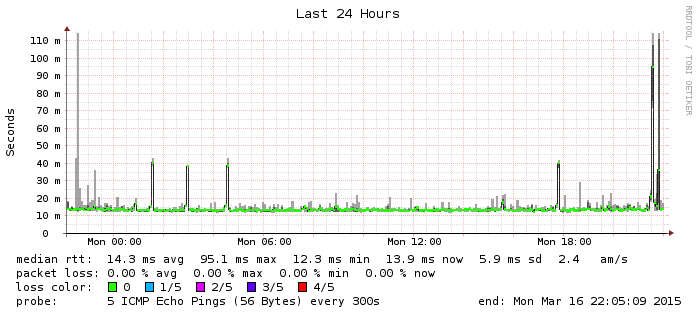 Last 24 Hours
RRDTOOL / TOBI OETIKER
Seconds
110 m
100 m
90 m
80 m
70 m
60 m
50 m
40 m
30 m
20 m
10 m
0
Mon 00:00 Mon 06:00 Mon 12:00 Mon 18:00
median rtt: 14.3 ms avg 95.1 ms max 12.3 ms min 13.9 ms now 5.9 ms sd 2.4 am/s
packet loss: 0.00 % avg 0.00 % max 0.00 % min 0.00 % now
loss color: 0 1/5 2/5 3/5 4/5
probe: 5 ICMP Echo Pings (56 Bytes) every 300s end: Mon Mar 16 22:05:09 2015